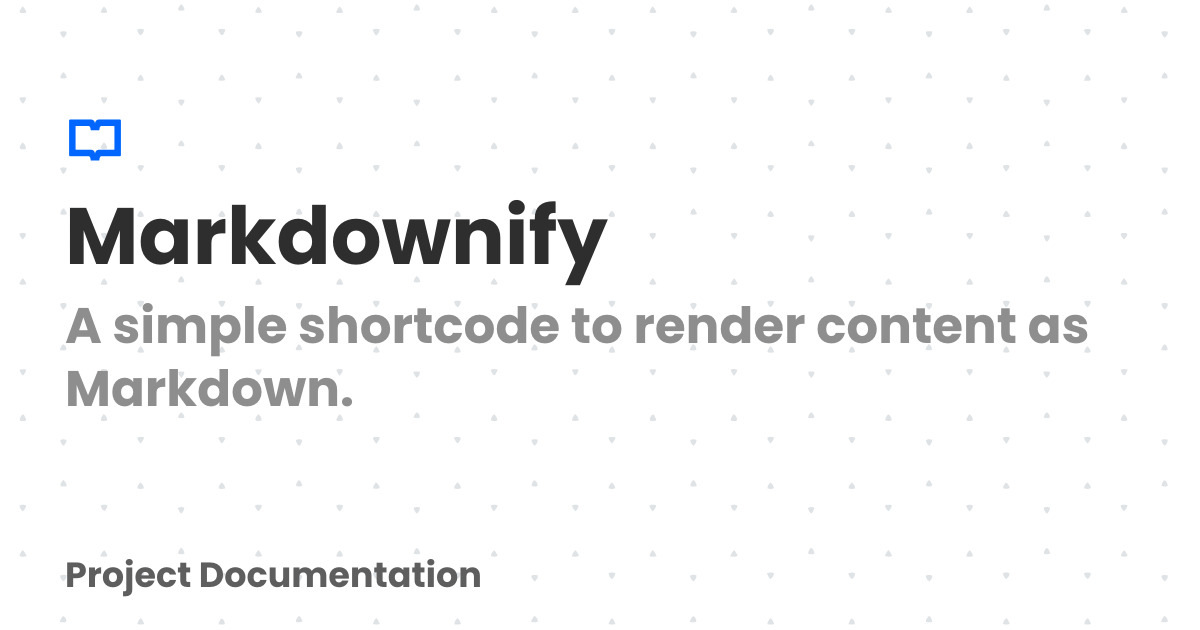 Markdownify
A simple shortcode to render content as
Markdown.
Project Documentation